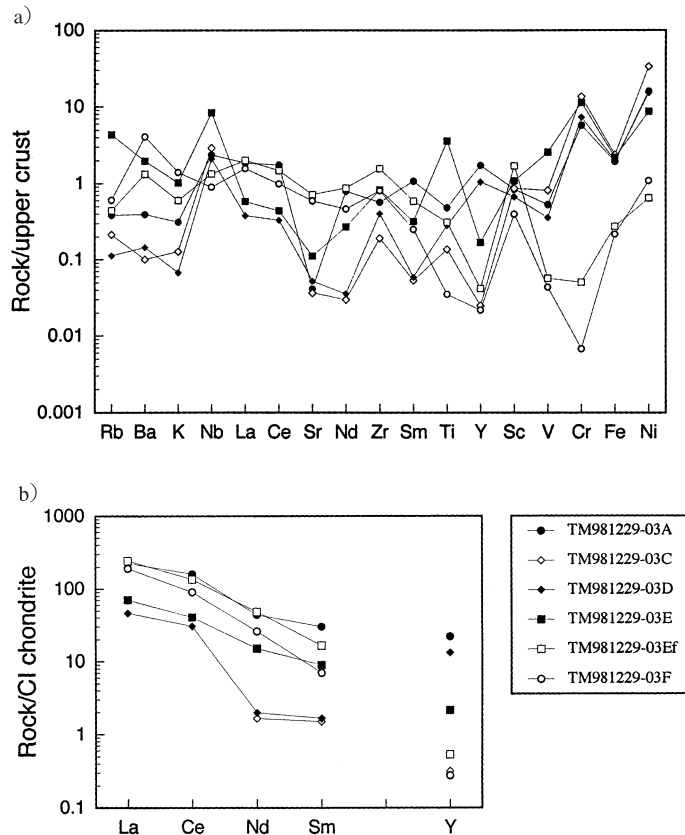 a)
100
10
1
0.1
0.01
0.001
Rock/upper crust
Rb Ba K Nb La Ce Sr Nd Zr Sm Ti Y Sc V Cr Fe Ni
b)
1000
100
10
1
0.1
Rock/CI chondrite
La Ce Nd Sm Y
TM981229-03A
TM981229-03C
TM981229-03D
TM981229-03E
TM981229-03Ef
TM981229-03F